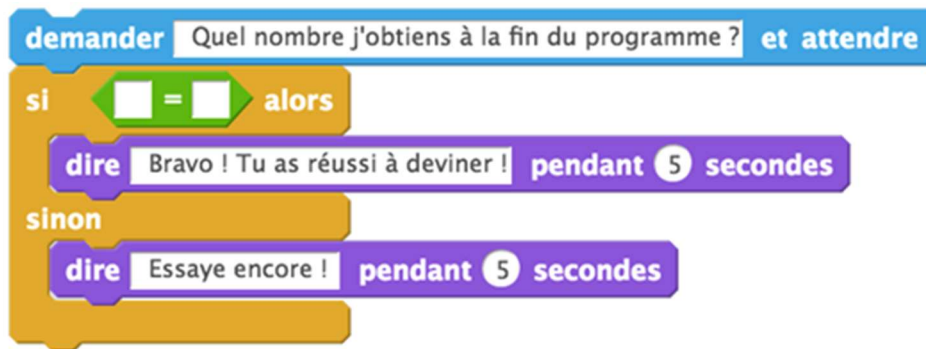 demander Quel nombre j'obtiens à la fin du programme ? et attendre
si = alors
dire Bravo ! Tu as réussi à deviner ! pendant 5 secondes
sinon
dire Essaye encore ! pendant 5 secondes